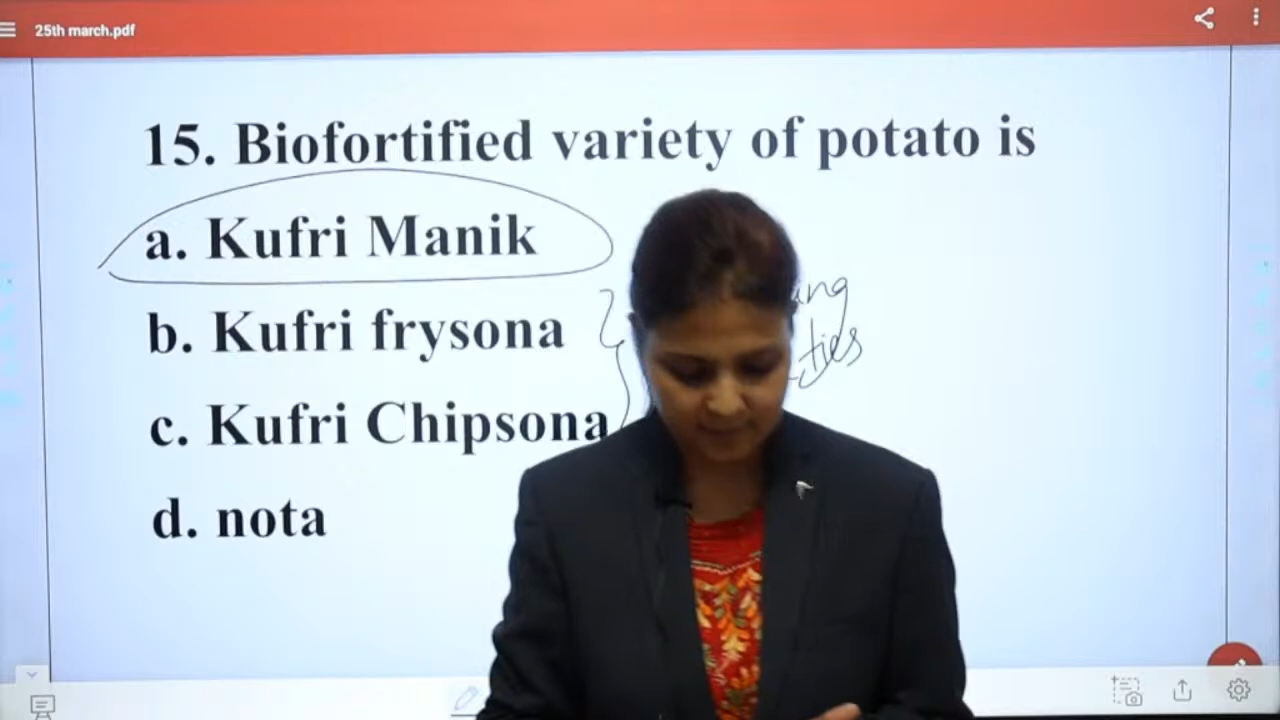 25th march.pdf
15. Biofortified variety of potato is
a. Kufri Manik
b. Kufri frysona
c. Kufri Chipsona
d. nota